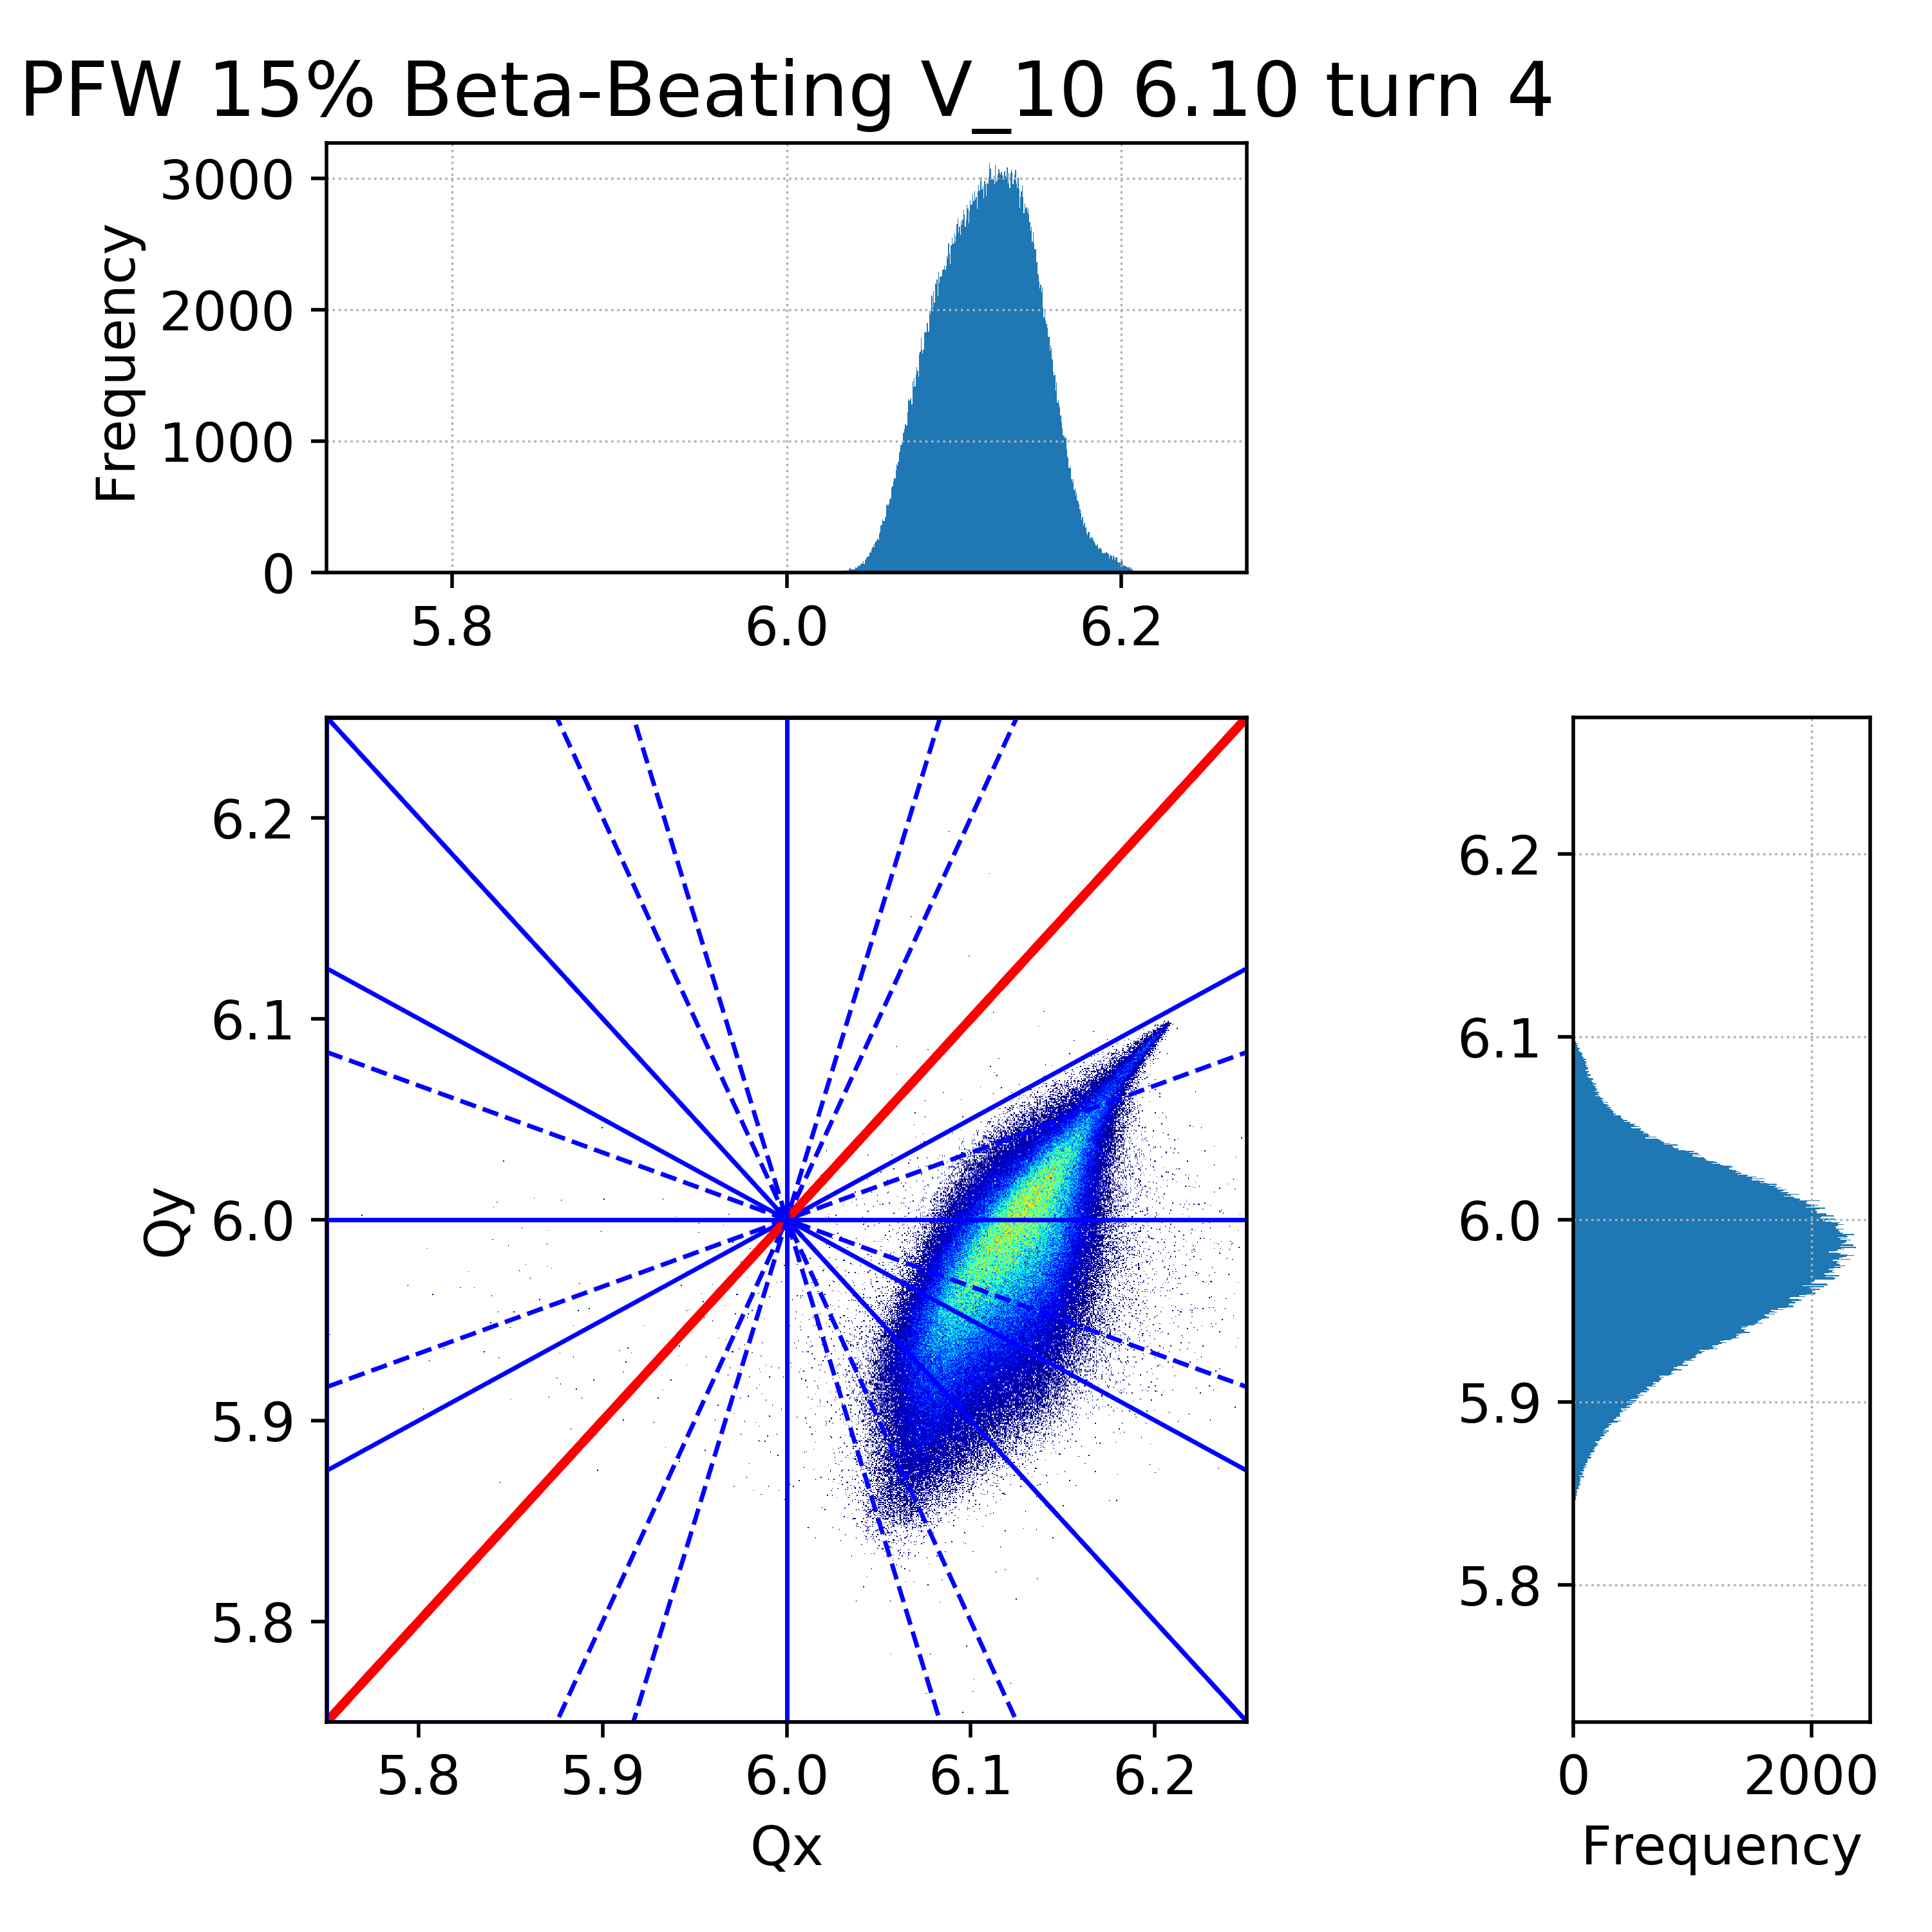 PFW 15% Beta-Beating V_10 6.10 turn 4
Frequency
3000
2000
1000
0
5.8 6.0 6.2
Qy
6.2
6.1
6.0
5.9
5.8
5.8 5.9 6.0 6.1 6.2
Qx
6.2
6.1
6.0
5.9
5.8
0 2000
Frequency